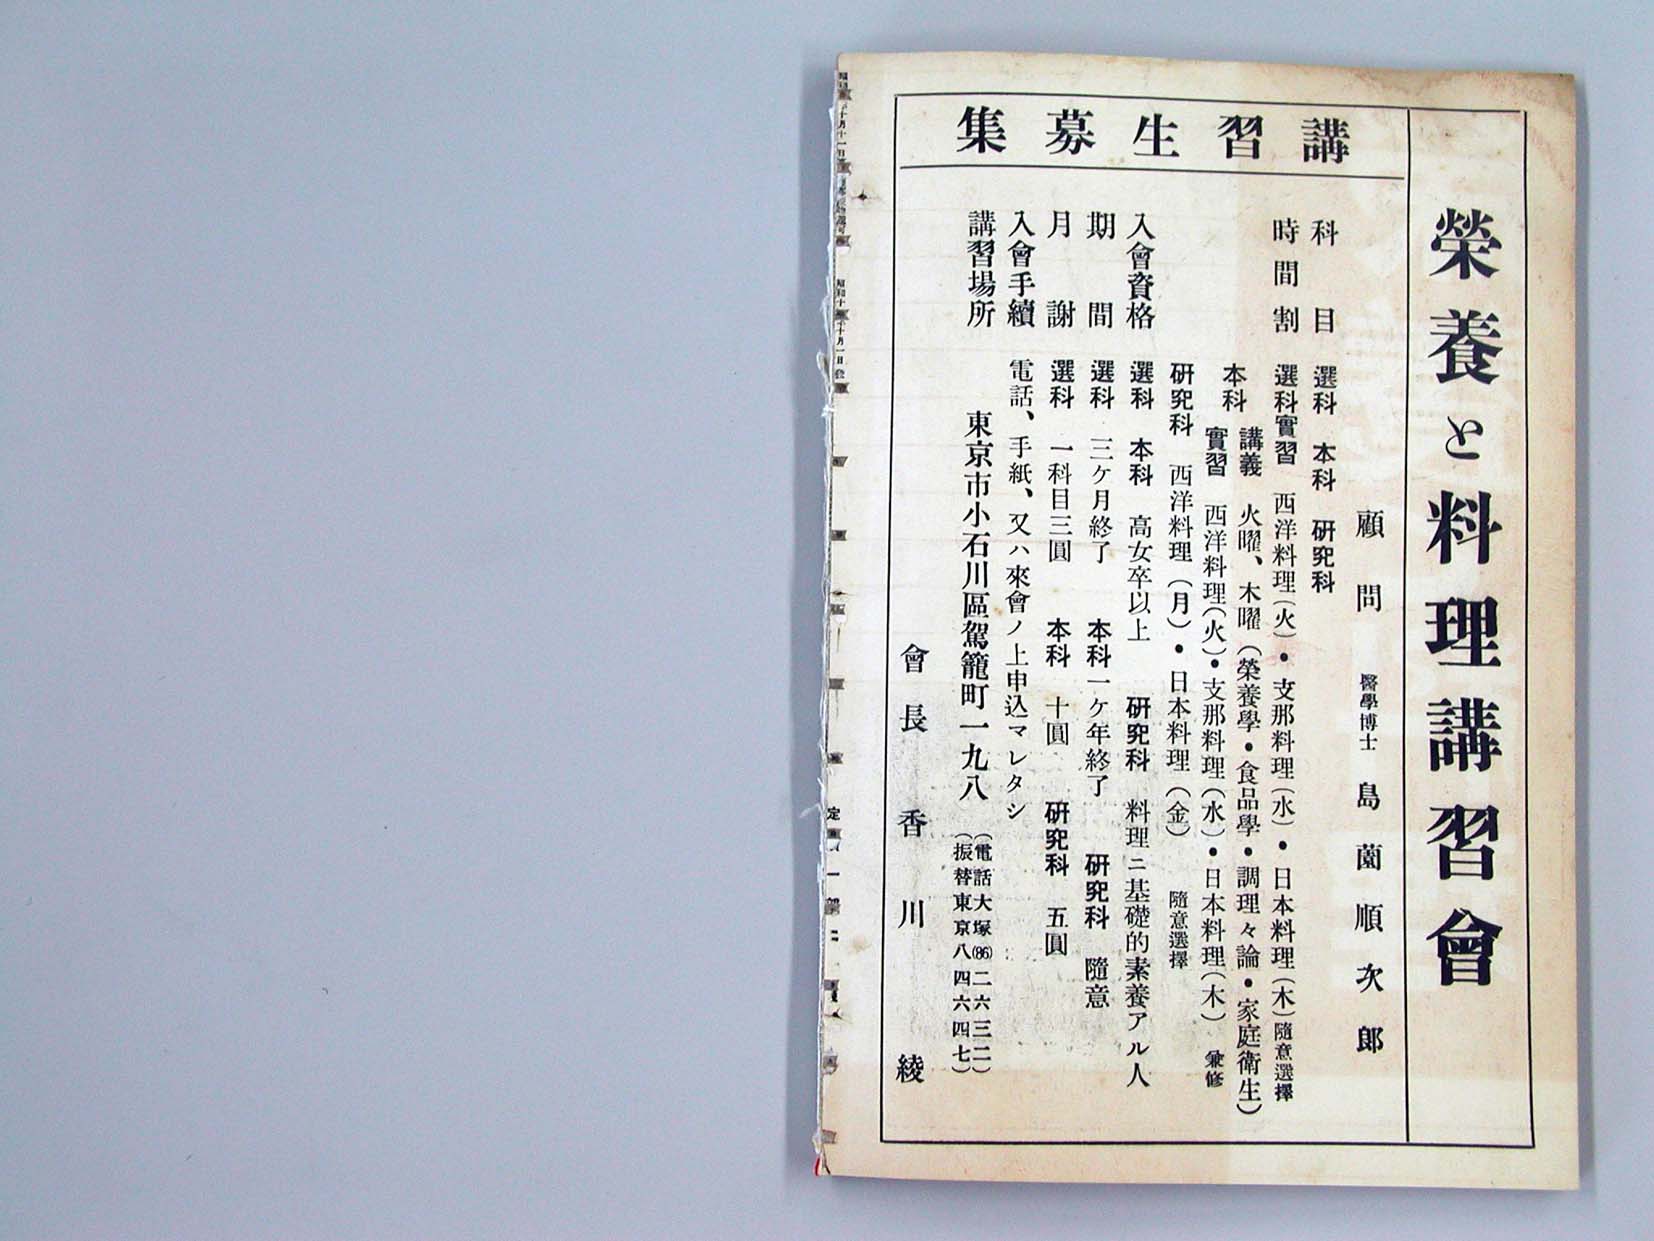 榮養と料理講習會
講習生募集
顧問 醫學博士 島薗順次郎
科目 選科 本科 研究科
時間割 選科實習 西洋料理(火)・支那料理(水)・日本料理(木)隨意選擇
本科 講義 火曜、木曜(榮養學・食品學・調理々論・家庭衛生)
實習 西洋料理(火)・支那料理(水)・日本料理(木) 兼修
研究科 西洋料理(月)・日本料理(金) 隨意選擇
入會資格 選科 本科 高女卒以上 研究科 料理ニ基礎的素養アル人
期間 選科 三ケ月終了 本科一ケ年終了 研究科 隨意
月謝 選科 一科目三圓 本科 十圓 研究科 五圓
入會手續 電話、手紙、又ハ來會ノ上申込マレタシ
講習場所 東京市小石川區駕籠町一九八
(電話大塚(86)二六三二)
(振替東京八四六四七)
會長 香川綾